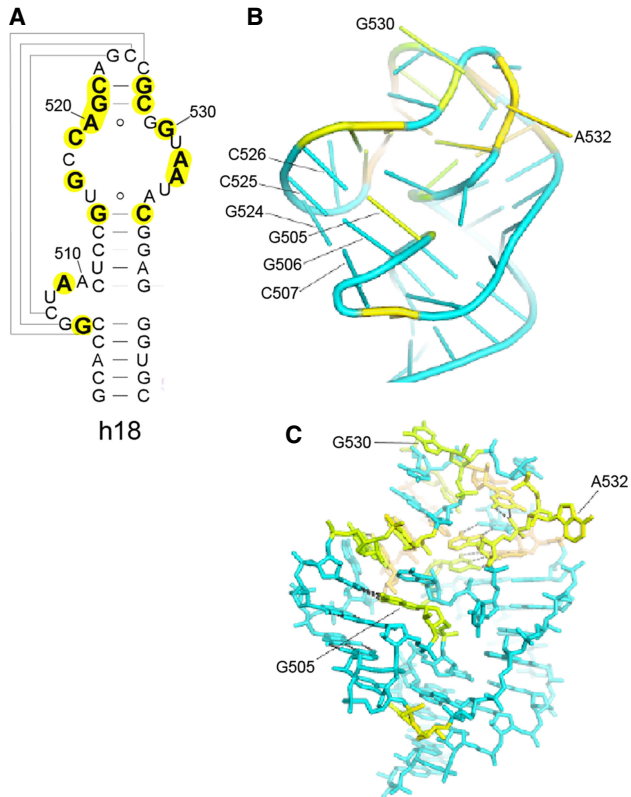 A
B
C
G C
A C
C — G
G — C
520 A ° G G 530
C U
C A A
G U
U ° A
G — C
C — G
510 C — G
A A U — A
U C — G
G G C — G
C — G
A — U
C — G
G — C
h18
G530
A532
C526
C525
G524
G505
G506
C507
G530
A532
G505